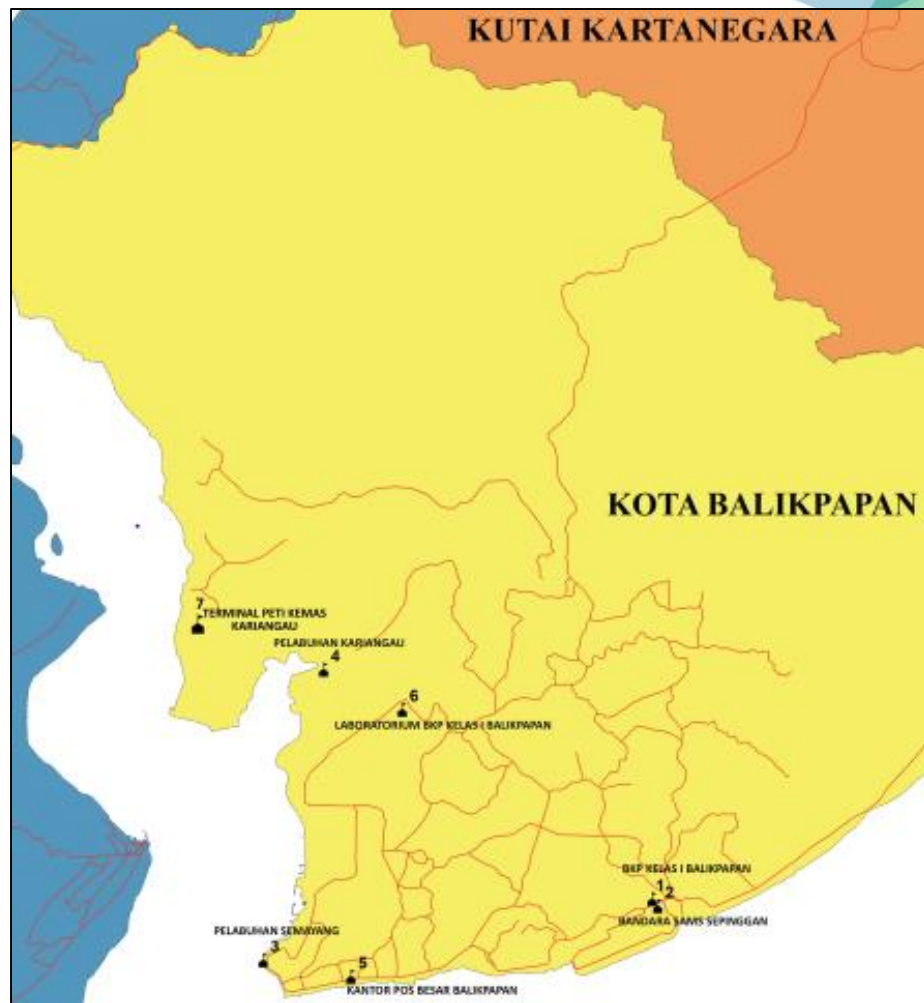 KUTAI KARTANEGARA
KOTA BALIKPAPAN
7
TERMINAL PETI KEMAS
KARIANGAU
PELABUHAN KARIANGAU
4
6
LABORATORIUM BKP KELAS I BALIKPAPAN
BKP KELAS I BALIKPAPAN
1
2
BANDARA SAMS SEPINGGAN
PELABUHAN SEMAYANG
3
5
KANTOR POS BESAR BALIKPAPAN